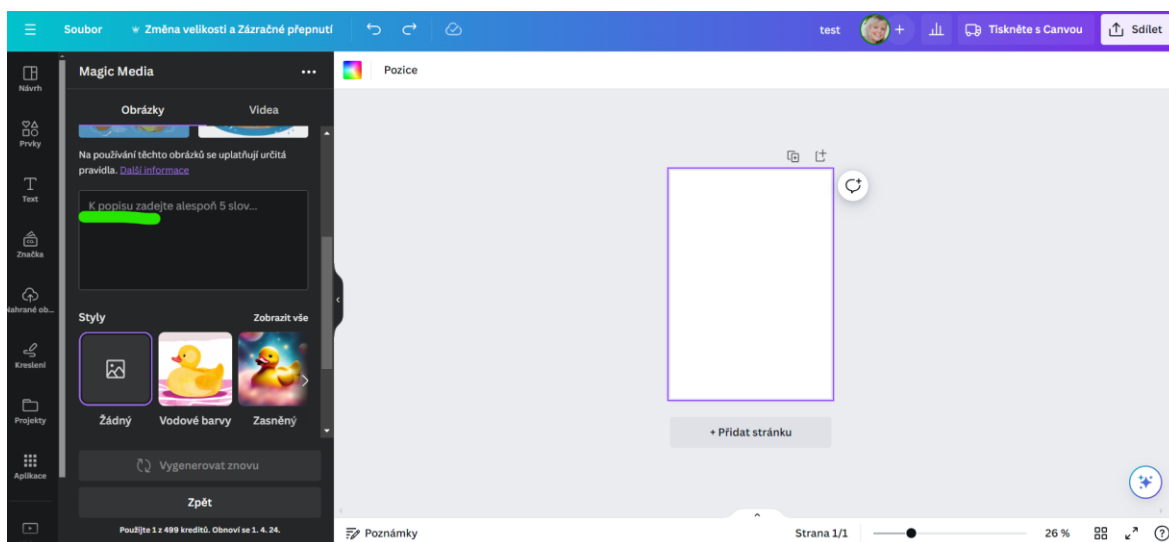 Soubor
Změna velikosti a Zázračné přepnutí
test
Tiskněte s Canvou
Sdílet
Návrh
Prvky
Text
Značka
CO.
Nahrané ob...
Kreslení
Projekty
Aplikace
Magic Media
Obrázky
Videa
Na používání těchto obrázků se uplatňují určitá
pravidla. Další informace
K popisu zadejte alespoň 5 slov...
Styly
Zobrazit vše
Žádný
Vodové barvy
Zasněný
Vygenerovat znovu
Zpět
Použijte 1 z 499 kreditů. Obnoví se 1. 4. 24.
Pozice
+ Přidat stránku
Poznámky
Strana 1/1
26 %